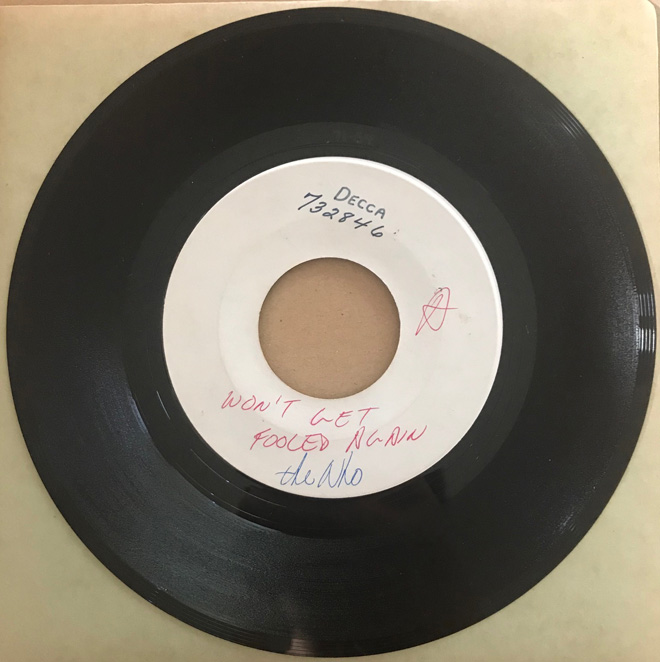 DECCA
732846
A
WON'T GET
FOOLED AGAIN
the Who